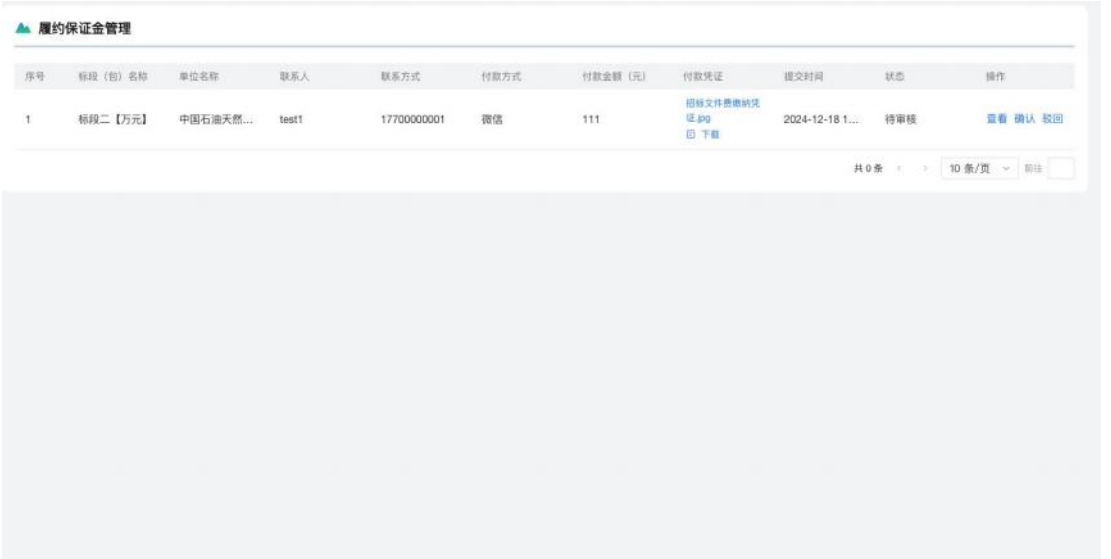 履约保证金管理
序号 标段（包）名称 单位名称 联系人 联系方式 付款方式 付款金额（元） 付款凭证 提交时间 状态 操作
1 标段二【万元】 中国石油天然... test1 17700000001 微信 111 招标文件费缴纳凭证.jpg 下载 2024-12-18 1... 待审核 查看 确认 驳回
共 0 条 < > 10 条/页 前往